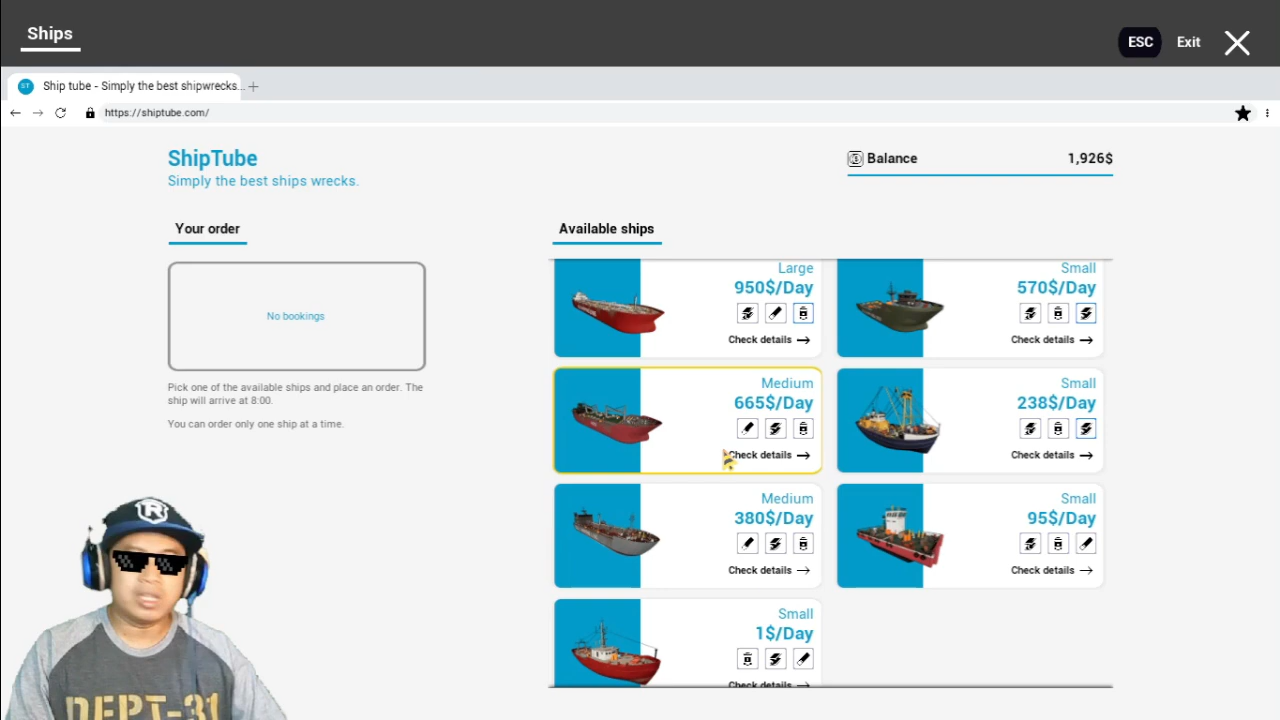 Ships
ESC Exit
ST Ship tube - Simply the best shipwrecks...
https://shiptube.com/
ShipTube
Simply the best ships wrecks.
Balance 1,926$
Your order
No bookings
Pick one of the available ships and place an order. The
ship will arrive at 8:00.
You can order only one ship at a time.
Available ships
Large
950$/Day
Check details
Small
570$/Day
Check details
Medium
665$/Day
Check details
Small
238$/Day
Check details
Medium
380$/Day
Check details
Small
95$/Day
Check details
Small
1$/Day
Check details
R
DEPT-31